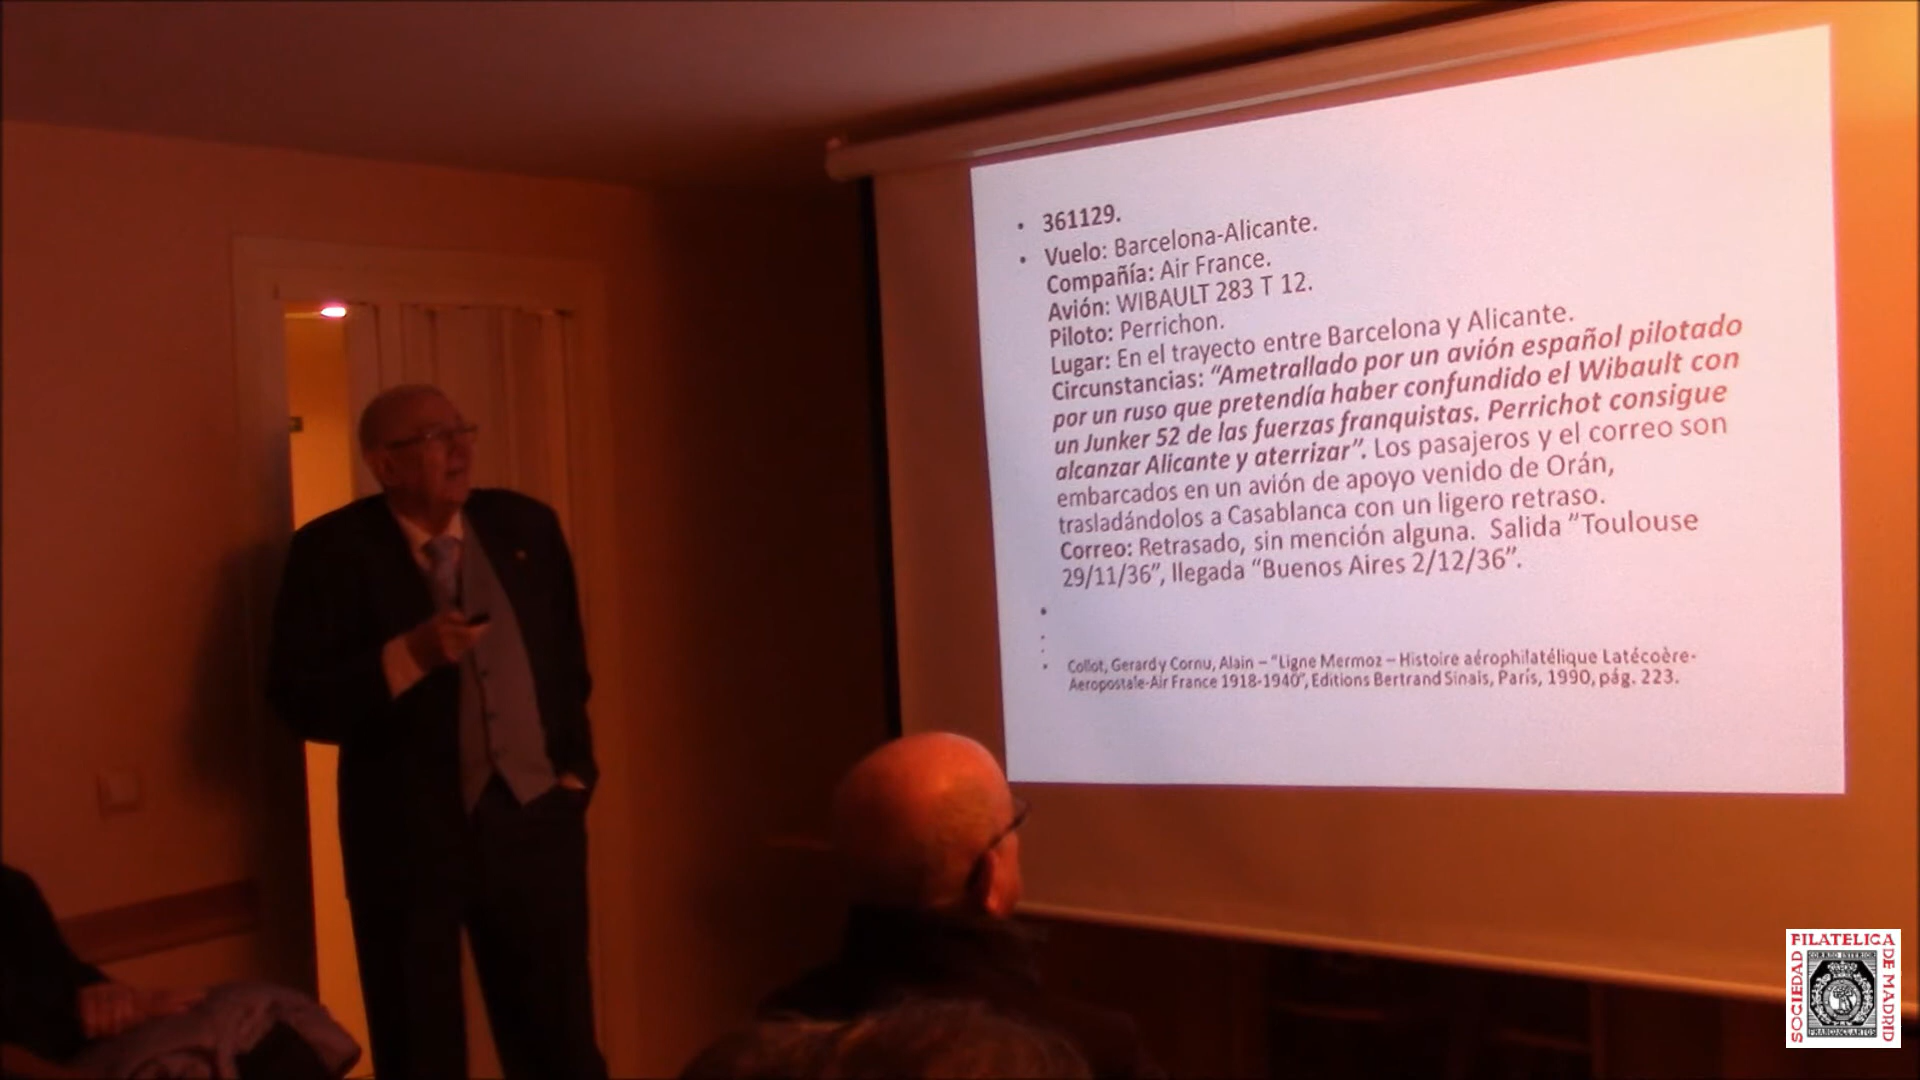 • 361129.
• Vuelo: Barcelona-Alicante.
Compañía: Air France.
Avión: WIBAULT 283 T 12.
Piloto: Perrichon.
Lugar: En el trayecto entre Barcelona y Alicante.
Circunstancias: “Ametrallado por un avión español pilotado
por un ruso que pretendía haber confundido el Wibault con
un Junker 52 de las fuerzas franquistas. Perrichot consigue
alcanzar Alicante y aterrizar”. Los pasajeros y el correo son
embarcados en un avión de apoyo venido de Orán,
trasladándolos a Casablanca con un ligero retraso.
Correo: Retrasado, sin mención alguna. Salida “Toulouse
29/11/36”, llegada “Buenos Aires 2/12/36”.
• Collot, Gerard y Cornu, Alain – “Ligne Mermoz – Histoire aérophilatélique Latécoère-
Aeropostale-Air France 1918-1940”, Editions Bertrand Sinais, París, 1990, pág. 223.
SOCIEDAD
FILATELICA
DE MADRID
CORREO INTERIOR